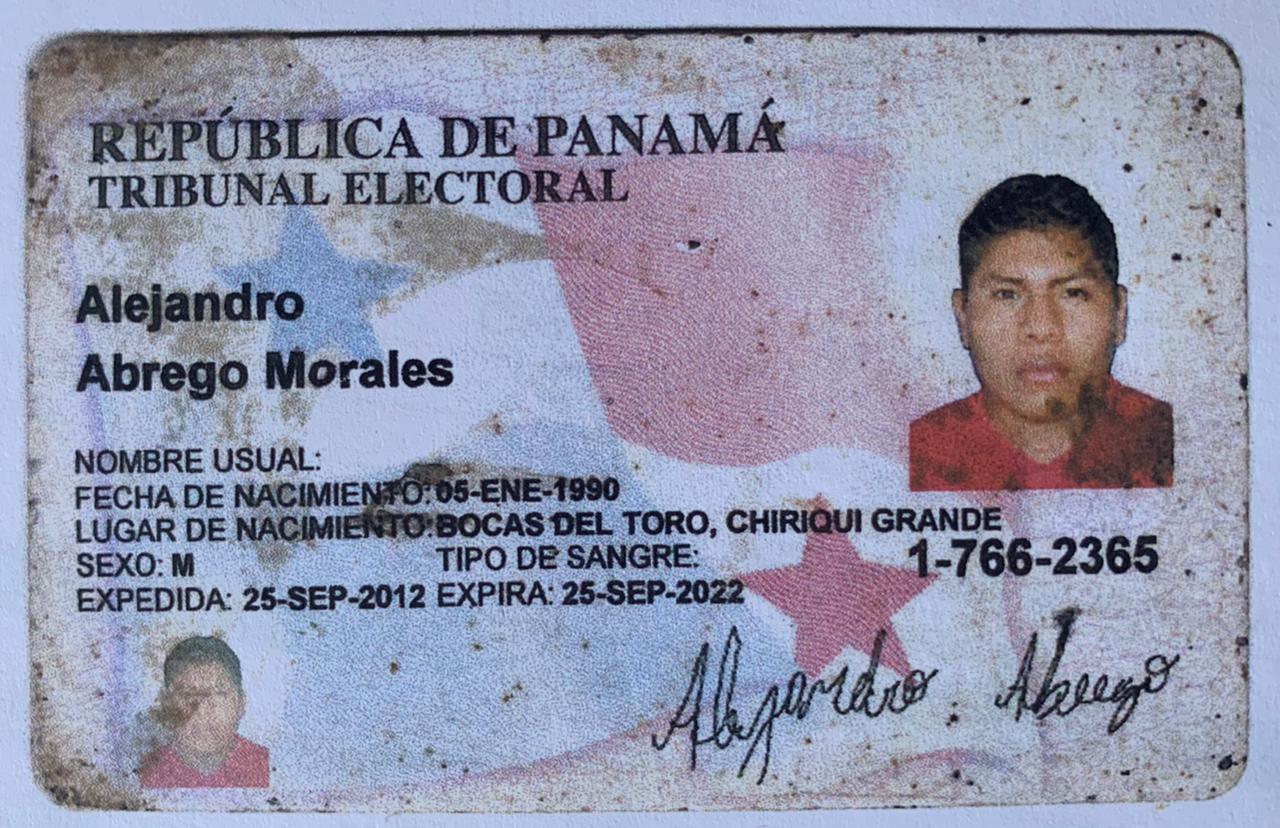 REPÚBLICA DE PANAMÁ
TRIBUNAL ELECTORAL
Alejandro
Abrego Morales
NOMBRE USUAL:
FECHA DE NACIMIENTO: 05-ENE-1990
LUGAR DE NACIMIENTO: BOCAS DEL TORO, CHIRIQUI GRANDE
SEXO: M TIPO DE SANGRE:
1-766-2365
EXPEDIDA: 25-SEP-2012 EXPIRA: 25-SEP-2022
Alejandro Abrego